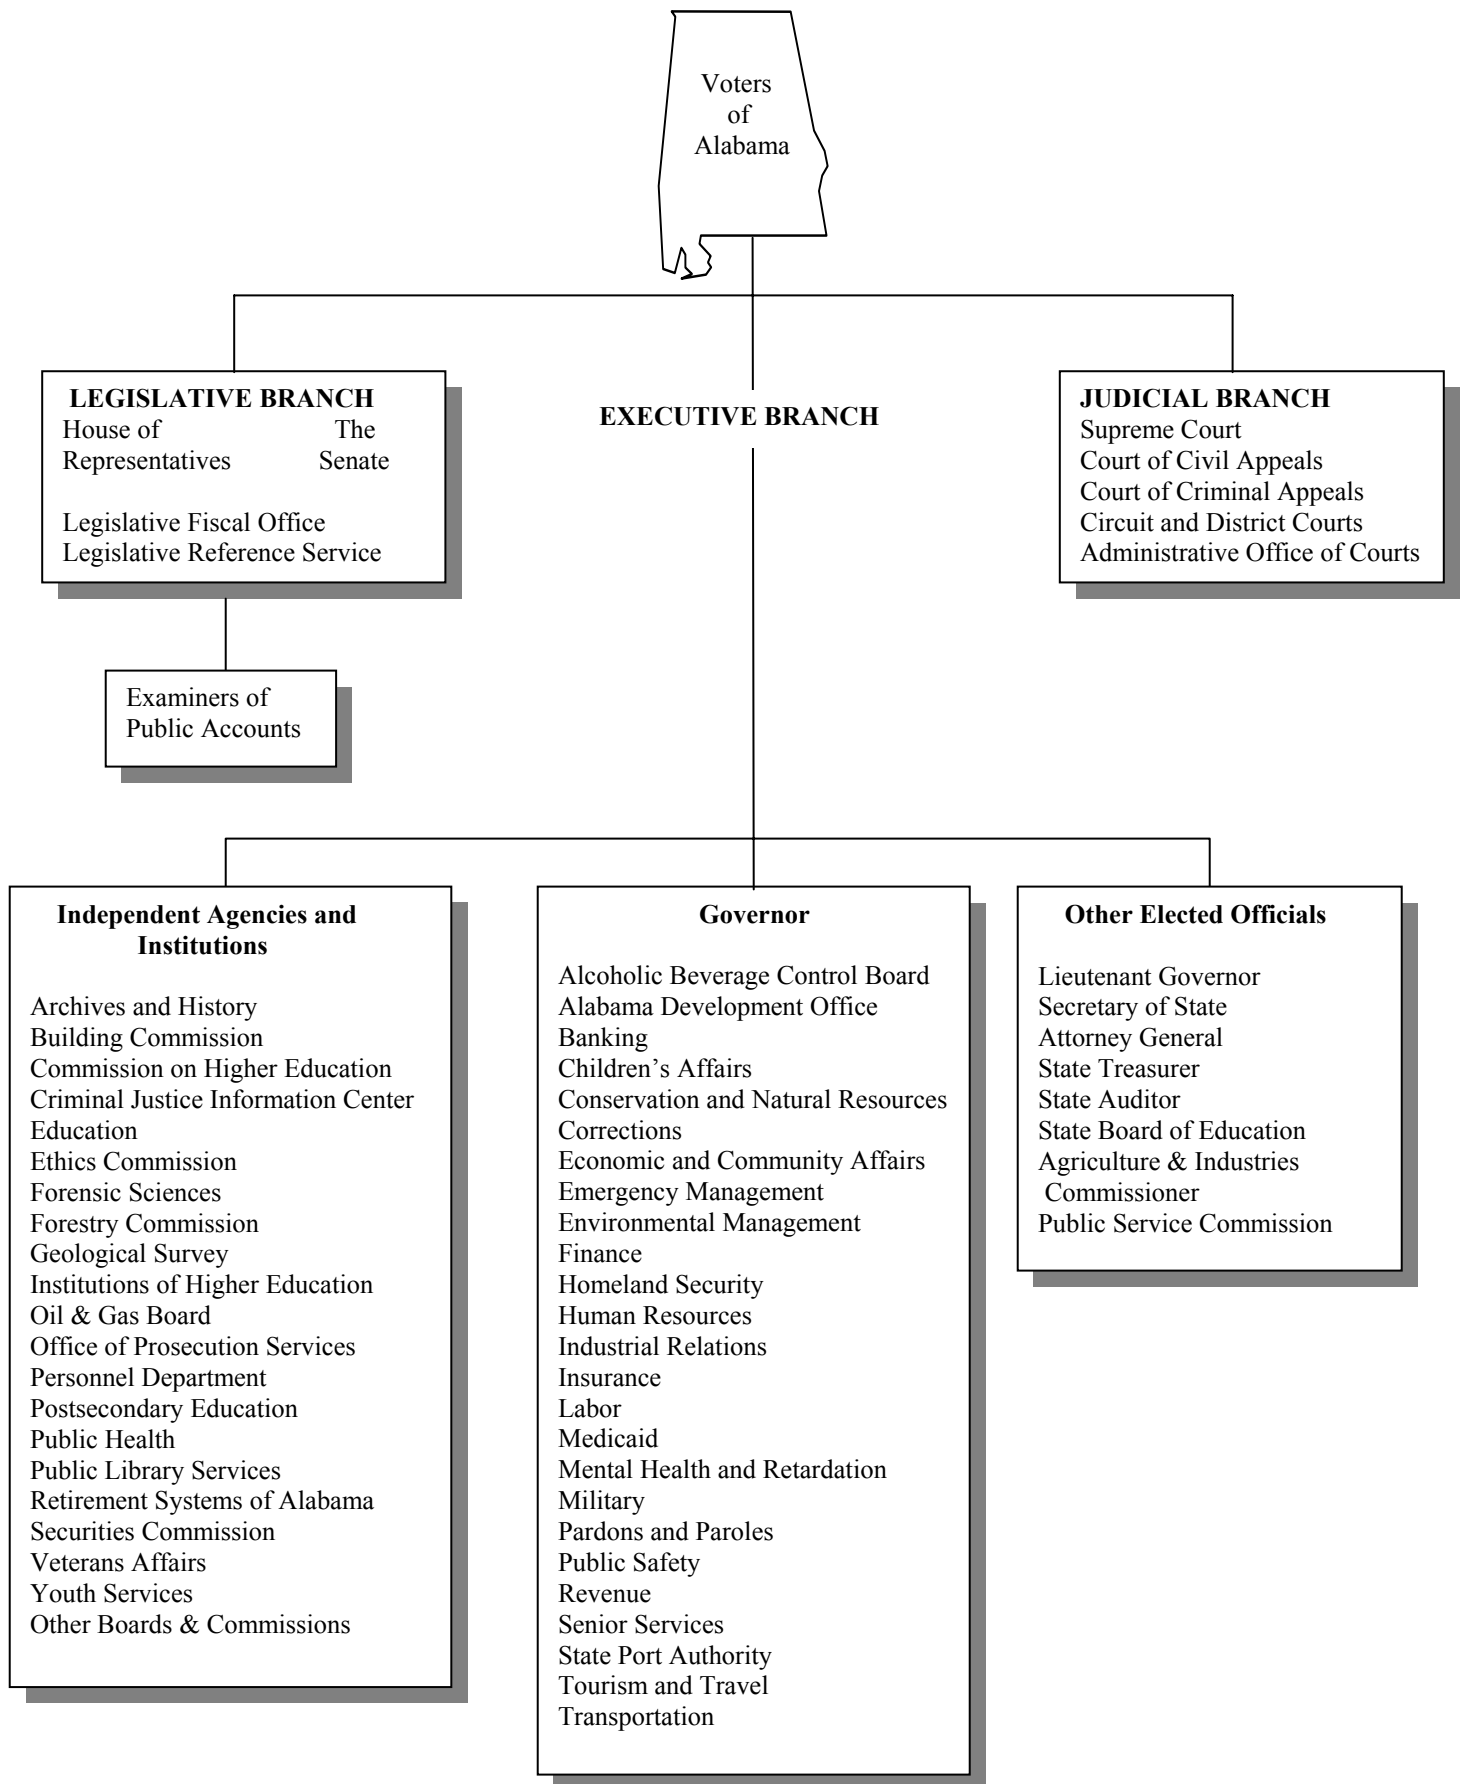 Voters
of
Alabama
LEGISLATIVE BRANCH
House of The
Representatives Senate
Legislative Fiscal Office
Legislative Reference Service
EXECUTIVE BRANCH
JUDICIAL BRANCH
Supreme Court
Court of Civil Appeals
Court of Criminal Appeals
Circuit and District Courts
Administrative Office of Courts
Examiners of
Public Accounts
Independent Agencies and
Institutions
Archives and History
Building Commission
Commission on Higher Education
Criminal Justice Information Center
Education
Ethics Commission
Forensic Sciences
Forestry Commission
Geological Survey
Institutions of Higher Education
Oil & Gas Board
Office of Prosecution Services
Personnel Department
Postsecondary Education
Public Health
Public Library Services
Retirement Systems of Alabama
Securities Commission
Veterans Affairs
Youth Services
Other Boards & Commissions
Governor
Alcoholic Beverage Control Board
Alabama Development Office
Banking
Children’s Affairs
Conservation and Natural Resources
Corrections
Economic and Community Affairs
Emergency Management
Environmental Management
Finance
Homeland Security
Human Resources
Industrial Relations
Insurance
Labor
Medicaid
Mental Health and Retardation
Military
Pardons and Paroles
Public Safety
Revenue
Senior Services
State Port Authority
Tourism and Travel
Transportation
Other Elected Officials
Lieutenant Governor
Secretary of State
Attorney General
State Treasurer
State Auditor
State Board of Education
Agriculture & Industries
Commissioner
Public Service Commission